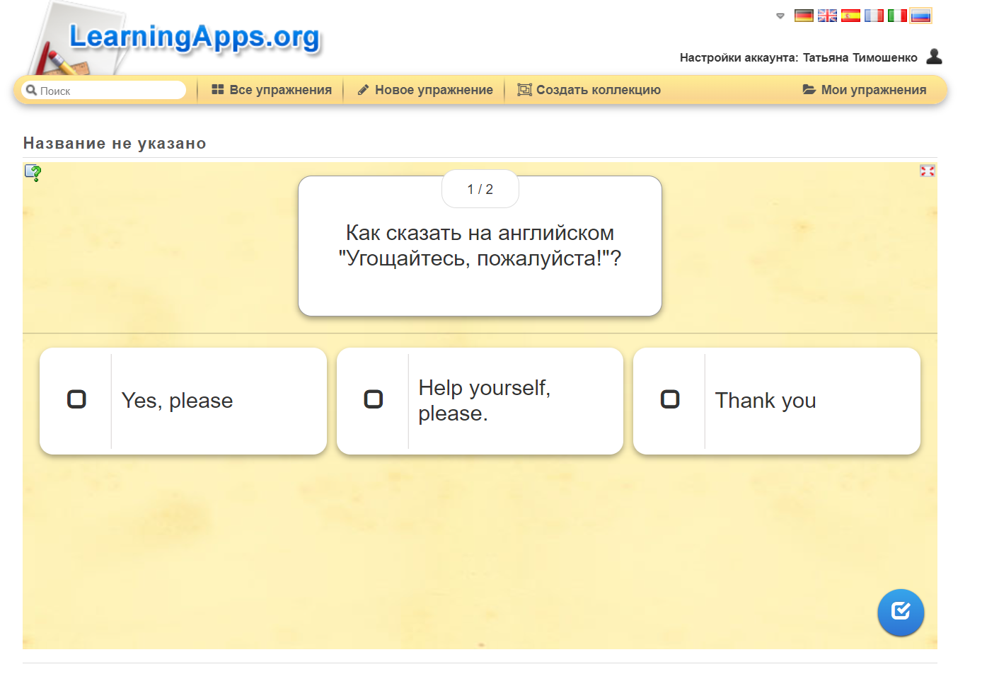 LearningApps.org
Настройки аккаунта: Татьяна Тимошенко
Поиск
Все упражнения
Новое упражнение
Создать коллекцию
Мои упражнения
Название не указано
1 / 2
Как сказать на английском
"Угощайтесь, пожалуйста!"?
Yes, please
Help yourself,
please.
Thank you